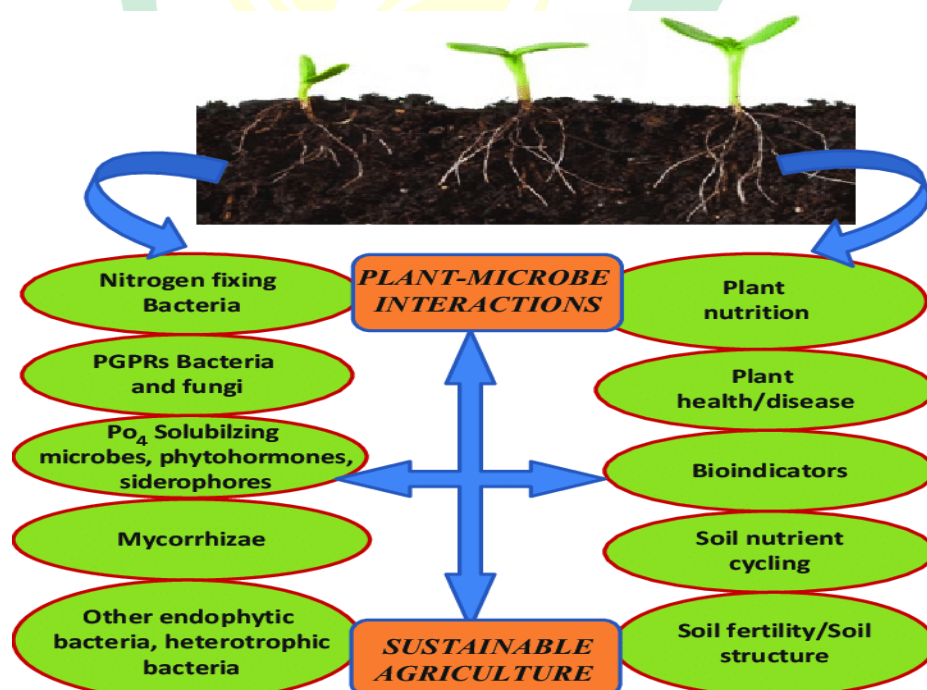 Nitrogen fixing
Bacteria
PGPRs Bacteria
and fungi
Po₄ Solubilzing
microbes, phytohormones,
siderophores
Mycorrhizae
Other endophytic
bacteria, heterotrophic
bacteria
PLANT-MICROBE
INTERACTIONS
SUSTAINABLE
AGRICULTURE
Plant
nutrition
Plant
health/disease
Bioindicators
Soil nutrient
cycling
Soil fertility/Soil
structure